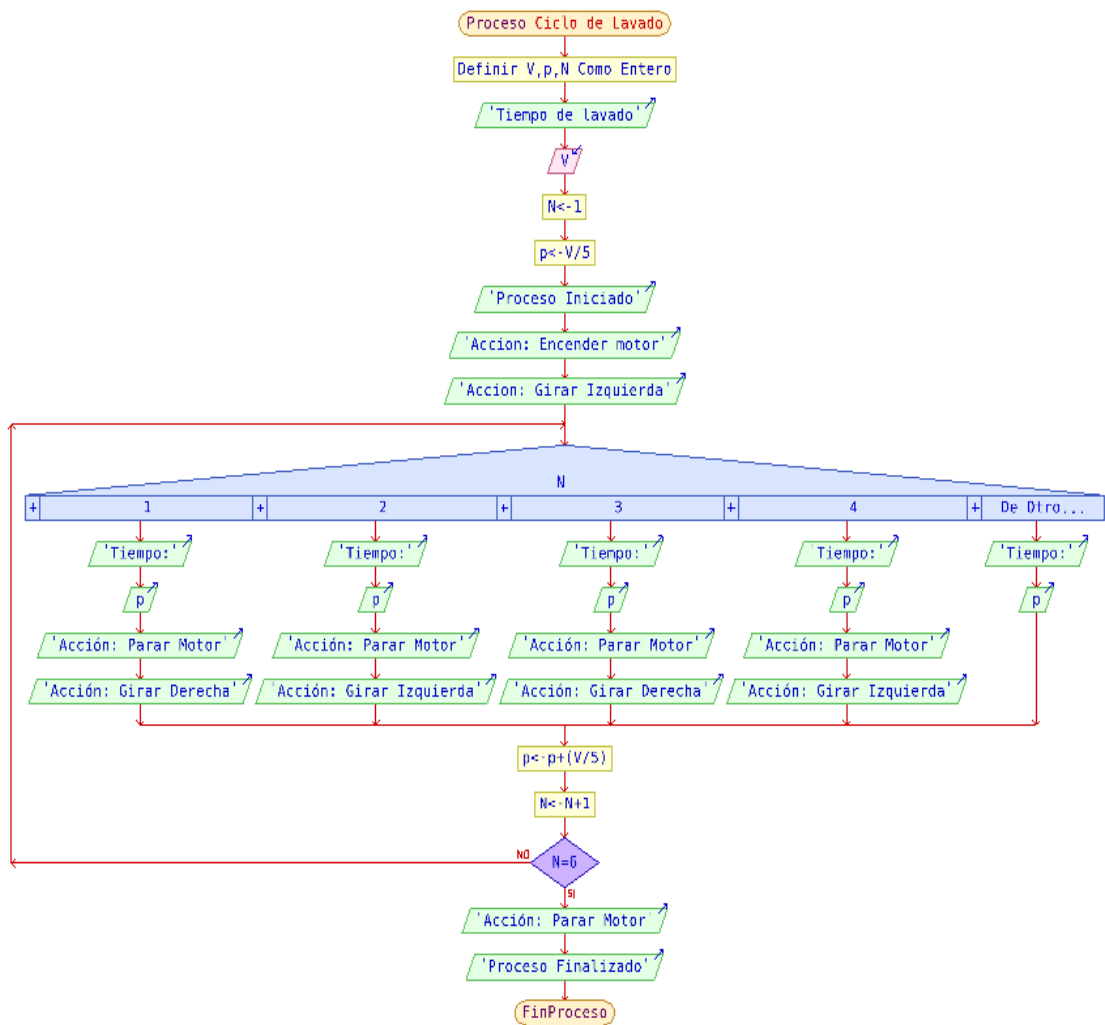 Proceso Ciclo de Lavado
Definir V,p,N Como Entero
'Tiempo de lavado'
V
N<-1
p<-V/5
'Proceso Iniciado'
'Accion: Encender motor'
'Accion: Girar Izquierda'
N
+ 1 + 2 + 3 + 4 + De Otro...
'Tiempo:' 'Tiempo:' 'Tiempo:' 'Tiempo:' 'Tiempo:'
p p p p p
'Acción: Parar Motor' 'Acción: Parar Motor' 'Acción: Parar Motor' 'Acción: Parar Motor'
'Acción: Girar Derecha' 'Acción: Girar Izquierda' 'Acción: Girar Derecha' 'Acción: Girar Izquierda'
p<-p+(V/5)
N<-N+1
NO N=6
SI
'Acción: Parar Motor'
'Proceso Finalizado'
FinProceso